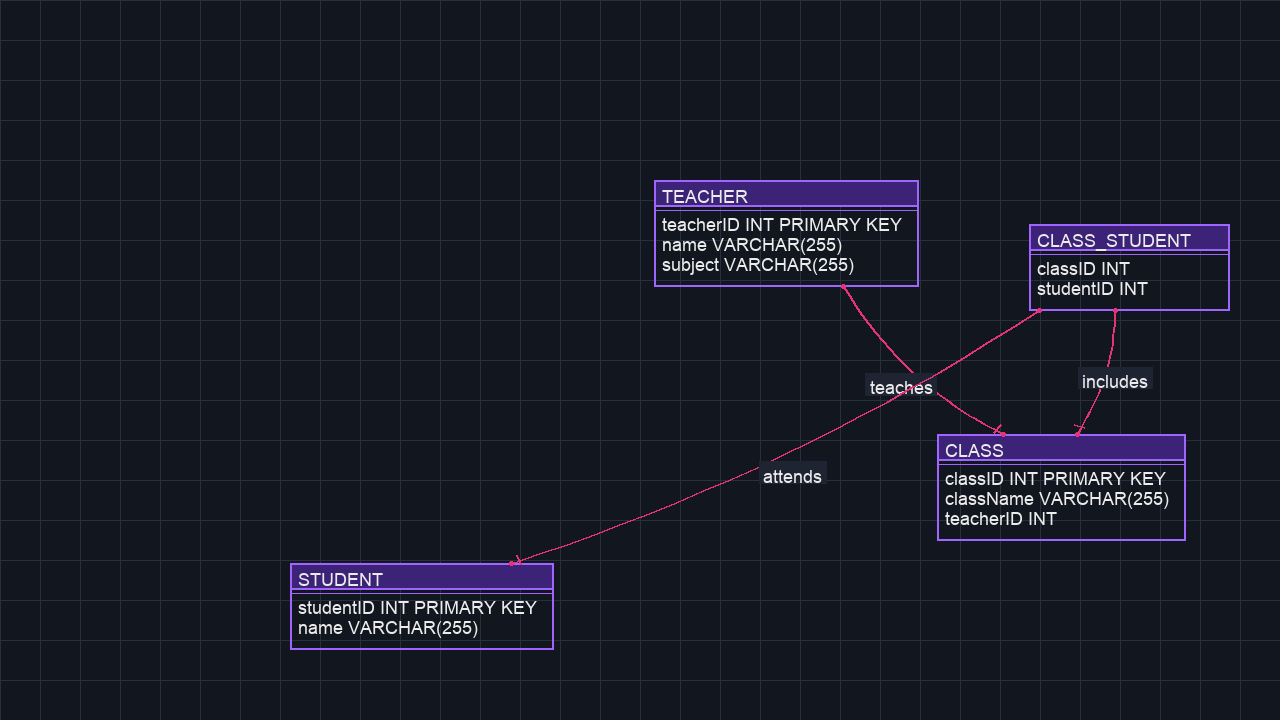 TEACHER
teacherID INT PRIMARY KEY
name VARCHAR(255)
subject VARCHAR(255)
CLASS_STUDENT
classID INT
studentID INT
teaches
includes
attends
CLASS
classID INT PRIMARY KEY
className VARCHAR(255)
teacherID INT
STUDENT
studentID INT PRIMARY KEY
name VARCHAR(255)